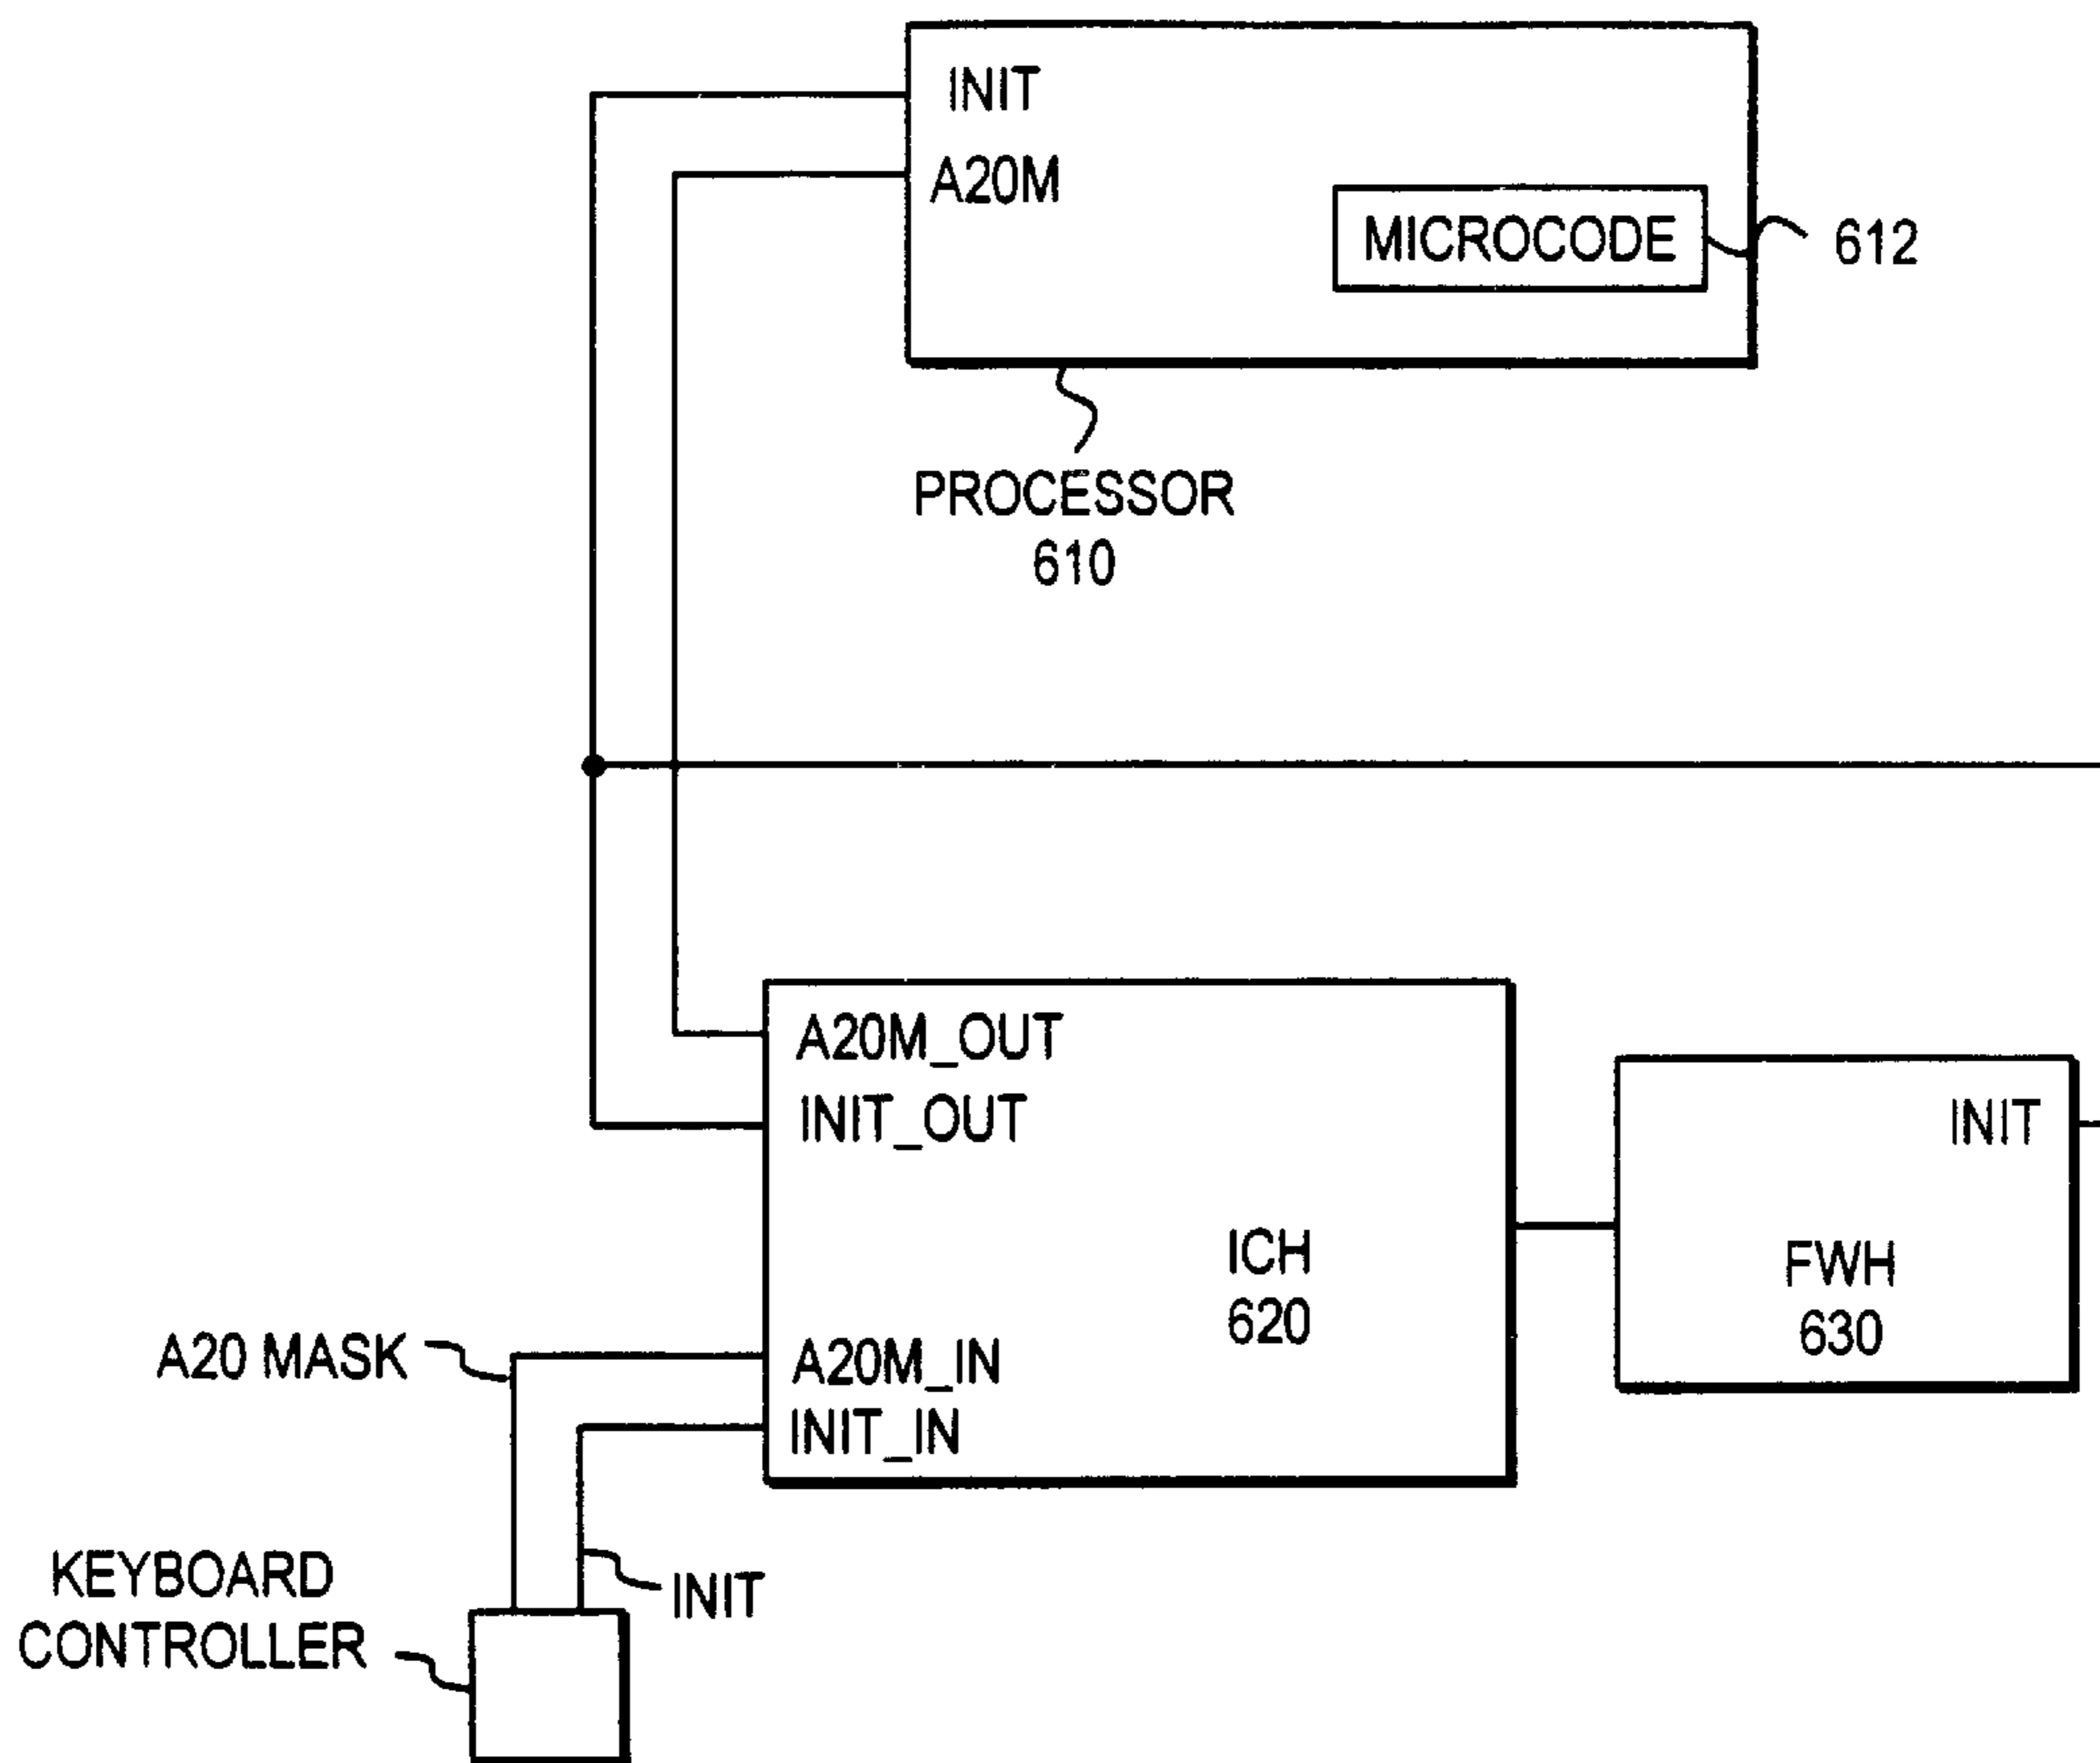 INIT
A20M
MICROCODE
612
PROCESSOR
610
A20M_OUT
INIT_OUT
INIT
ICH
620
FWH
630
A20 MASK
A20M_IN
INIT_IN
KEYBOARD
CONTROLLER
INIT